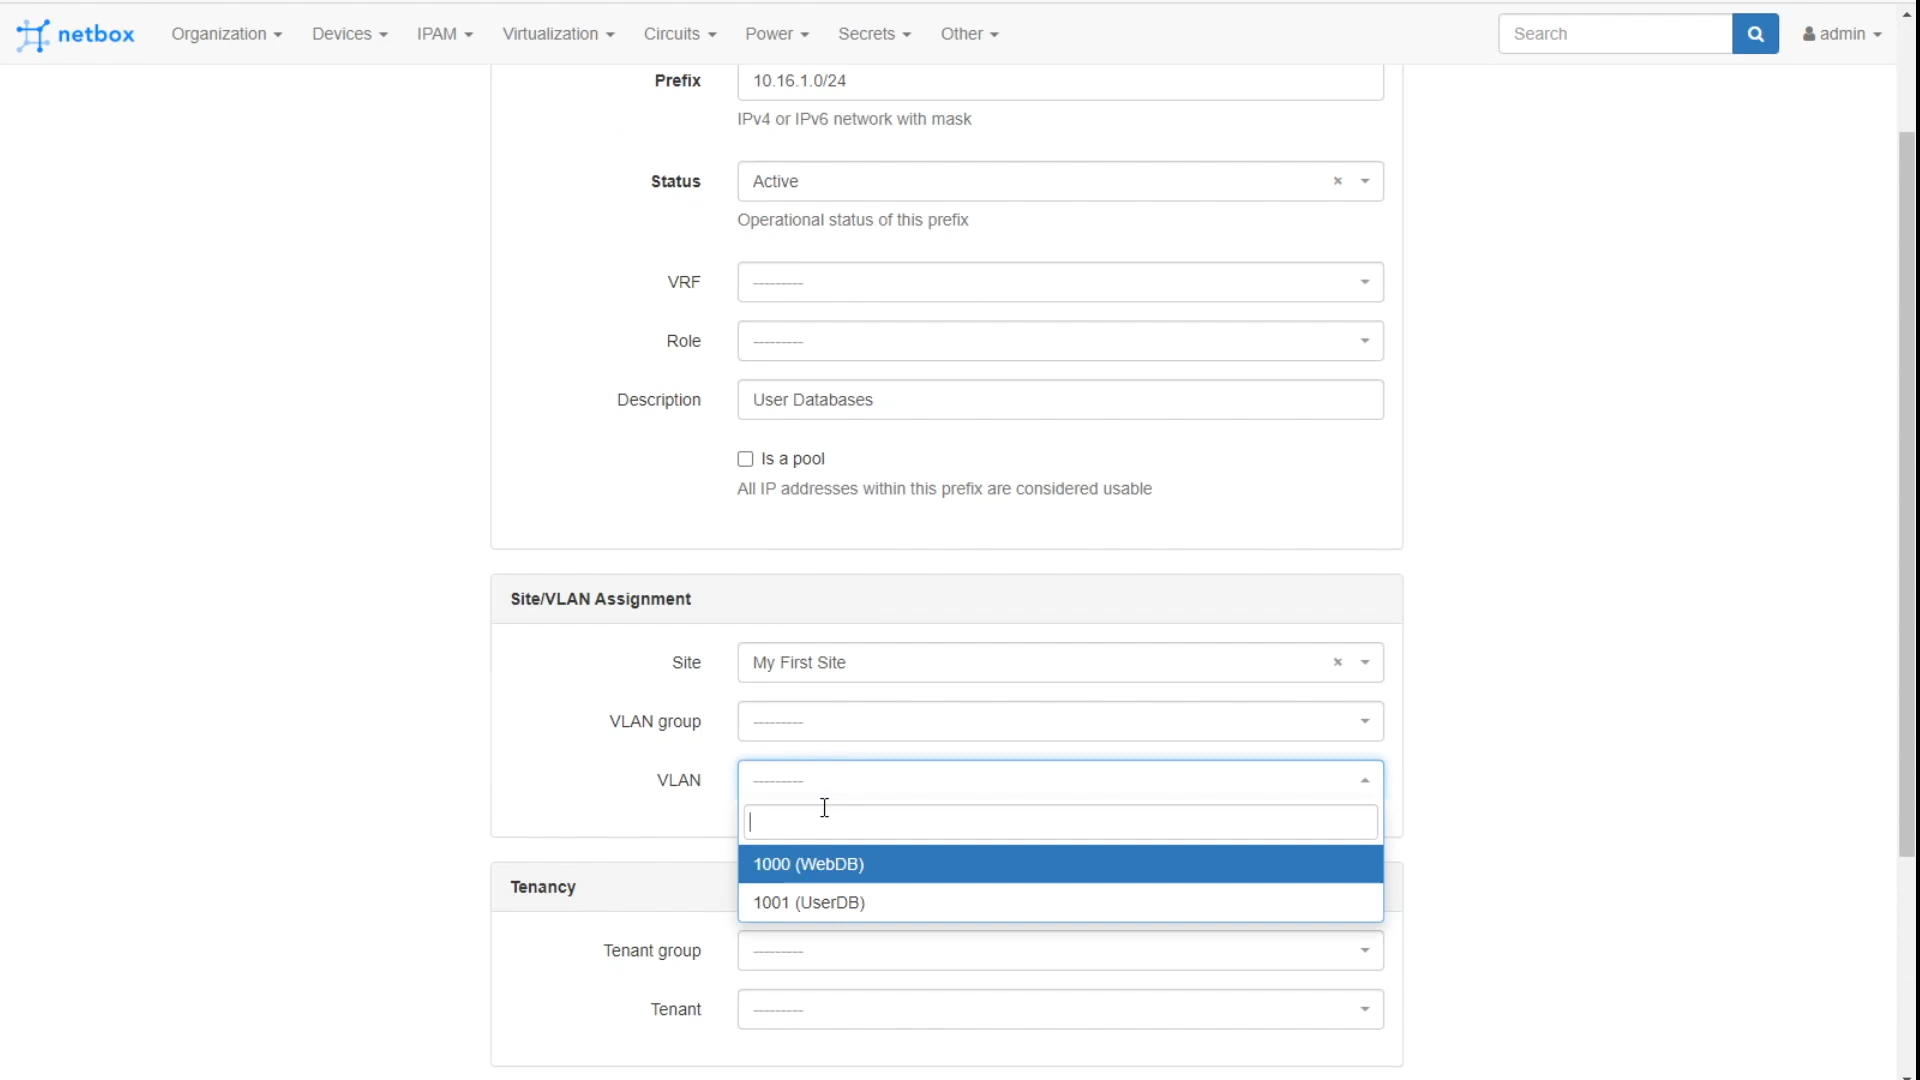 netbox Organization Devices IPAM Virtualization Circuits Power Secrets Other Search admin
Prefix 10.16.1.0/24
IPv4 or IPv6 network with mask
Status Active × 
Operational status of this prefix
VRF ---------
Role ---------
Description User Databases
Is a pool
All IP addresses within this prefix are considered usable
Site/VLAN Assignment
Site My First Site ×
VLAN group ---------
VLAN ---------
1000 (WebDB)
1001 (UserDB)
Tenancy
Tenant group ---------
Tenant ---------